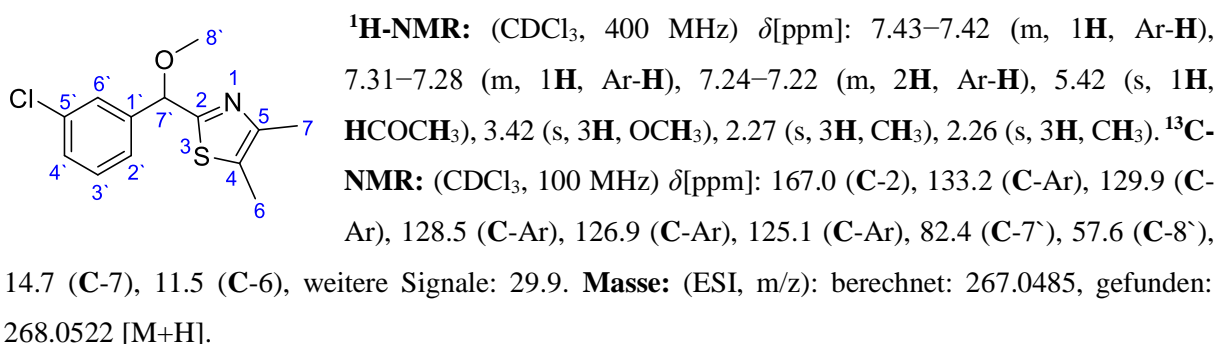 8`
O
1
6`
Cl
5`
1`
2
N
7`
5
7
3
S
4`
2`
4
3`
6
¹H-NMR: (CDCl₃, 400 MHz) δ[ppm]: 7.43−7.42 (m, 1H, Ar-H),
7.31−7.28 (m, 1H, Ar-H), 7.24−7.22 (m, 2H, Ar-H), 5.42 (s, 1H,
HCOCH₃), 3.42 (s, 3H, OCH₃), 2.27 (s, 3H, CH₃), 2.26 (s, 3H, CH₃). ¹³C-
NMR: (CDCl₃, 100 MHz) δ[ppm]: 167.0 (C-2), 133.2 (C-Ar), 129.9 (C-
Ar), 128.5 (C-Ar), 126.9 (C-Ar), 125.1 (C-Ar), 82.4 (C-7`), 57.6 (C-8`),
14.7 (C-7), 11.5 (C-6), weitere Signale: 29.9. Masse: (ESI, m/z): berechnet: 267.0485, gefunden:
268.0522 [M+H].